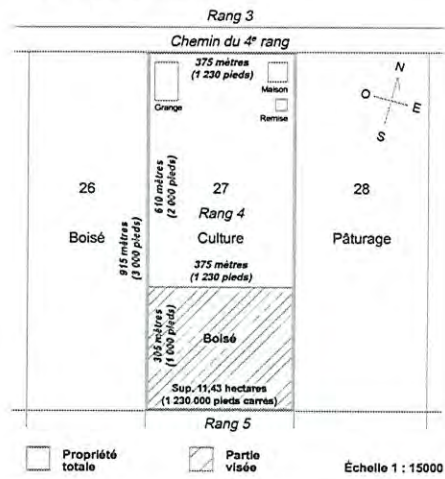 Rang 3
Chemin du 4e rang
375 mètres
(1 230 pieds)
Grange
Maison
Remise
N
O
E
S
610 mètres
(2 000 pieds)
915 mètres
(3 000 pieds)
26
27
28
Rang 4
Boisé
Culture
Pâturage
375 mètres
(1 230 pieds)
305 mètres
(1 000 pieds)
Boisé
Sup. 11,43 hectares
(1 230 000 pieds carrés)
Rang 5
Propriété totale
Partie visée
Échelle 1 : 15000